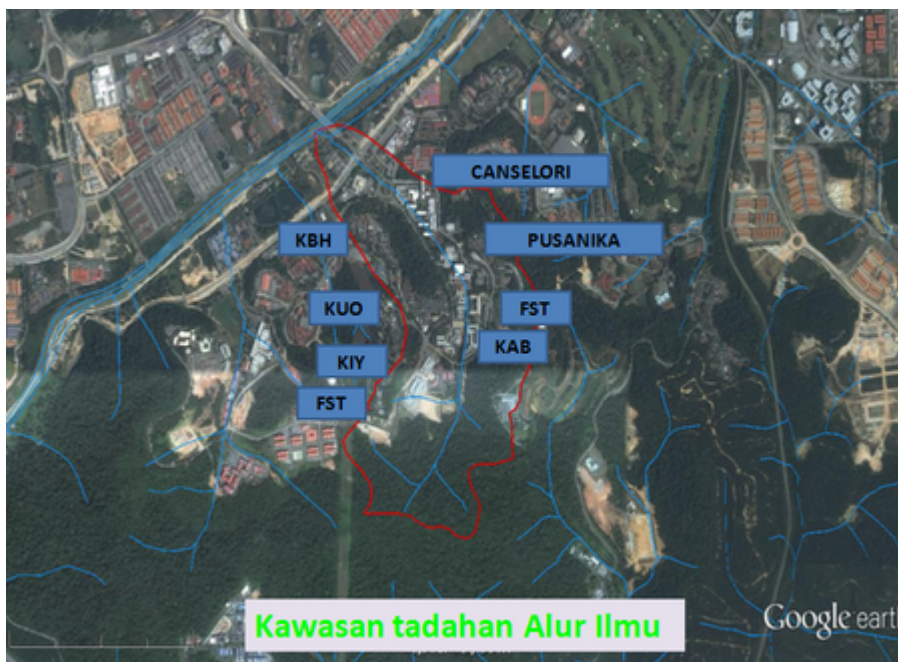 CANSELORI
KBH
PUSANIKA
KUO
FST
KAB
KIY
FST
Kawasan tadahan Alur Ilmu
Google earth